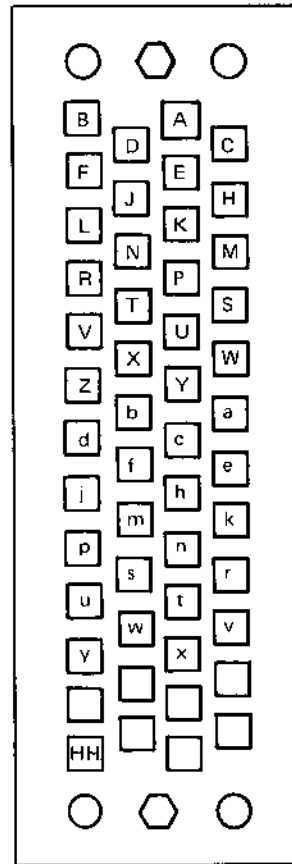 B A
D C
F E
J H
L K
N M
R P
T S
V U
X W
Z Y
b a
d c
f e
j h
m k
p n
s r
u t
w v
y x
HH